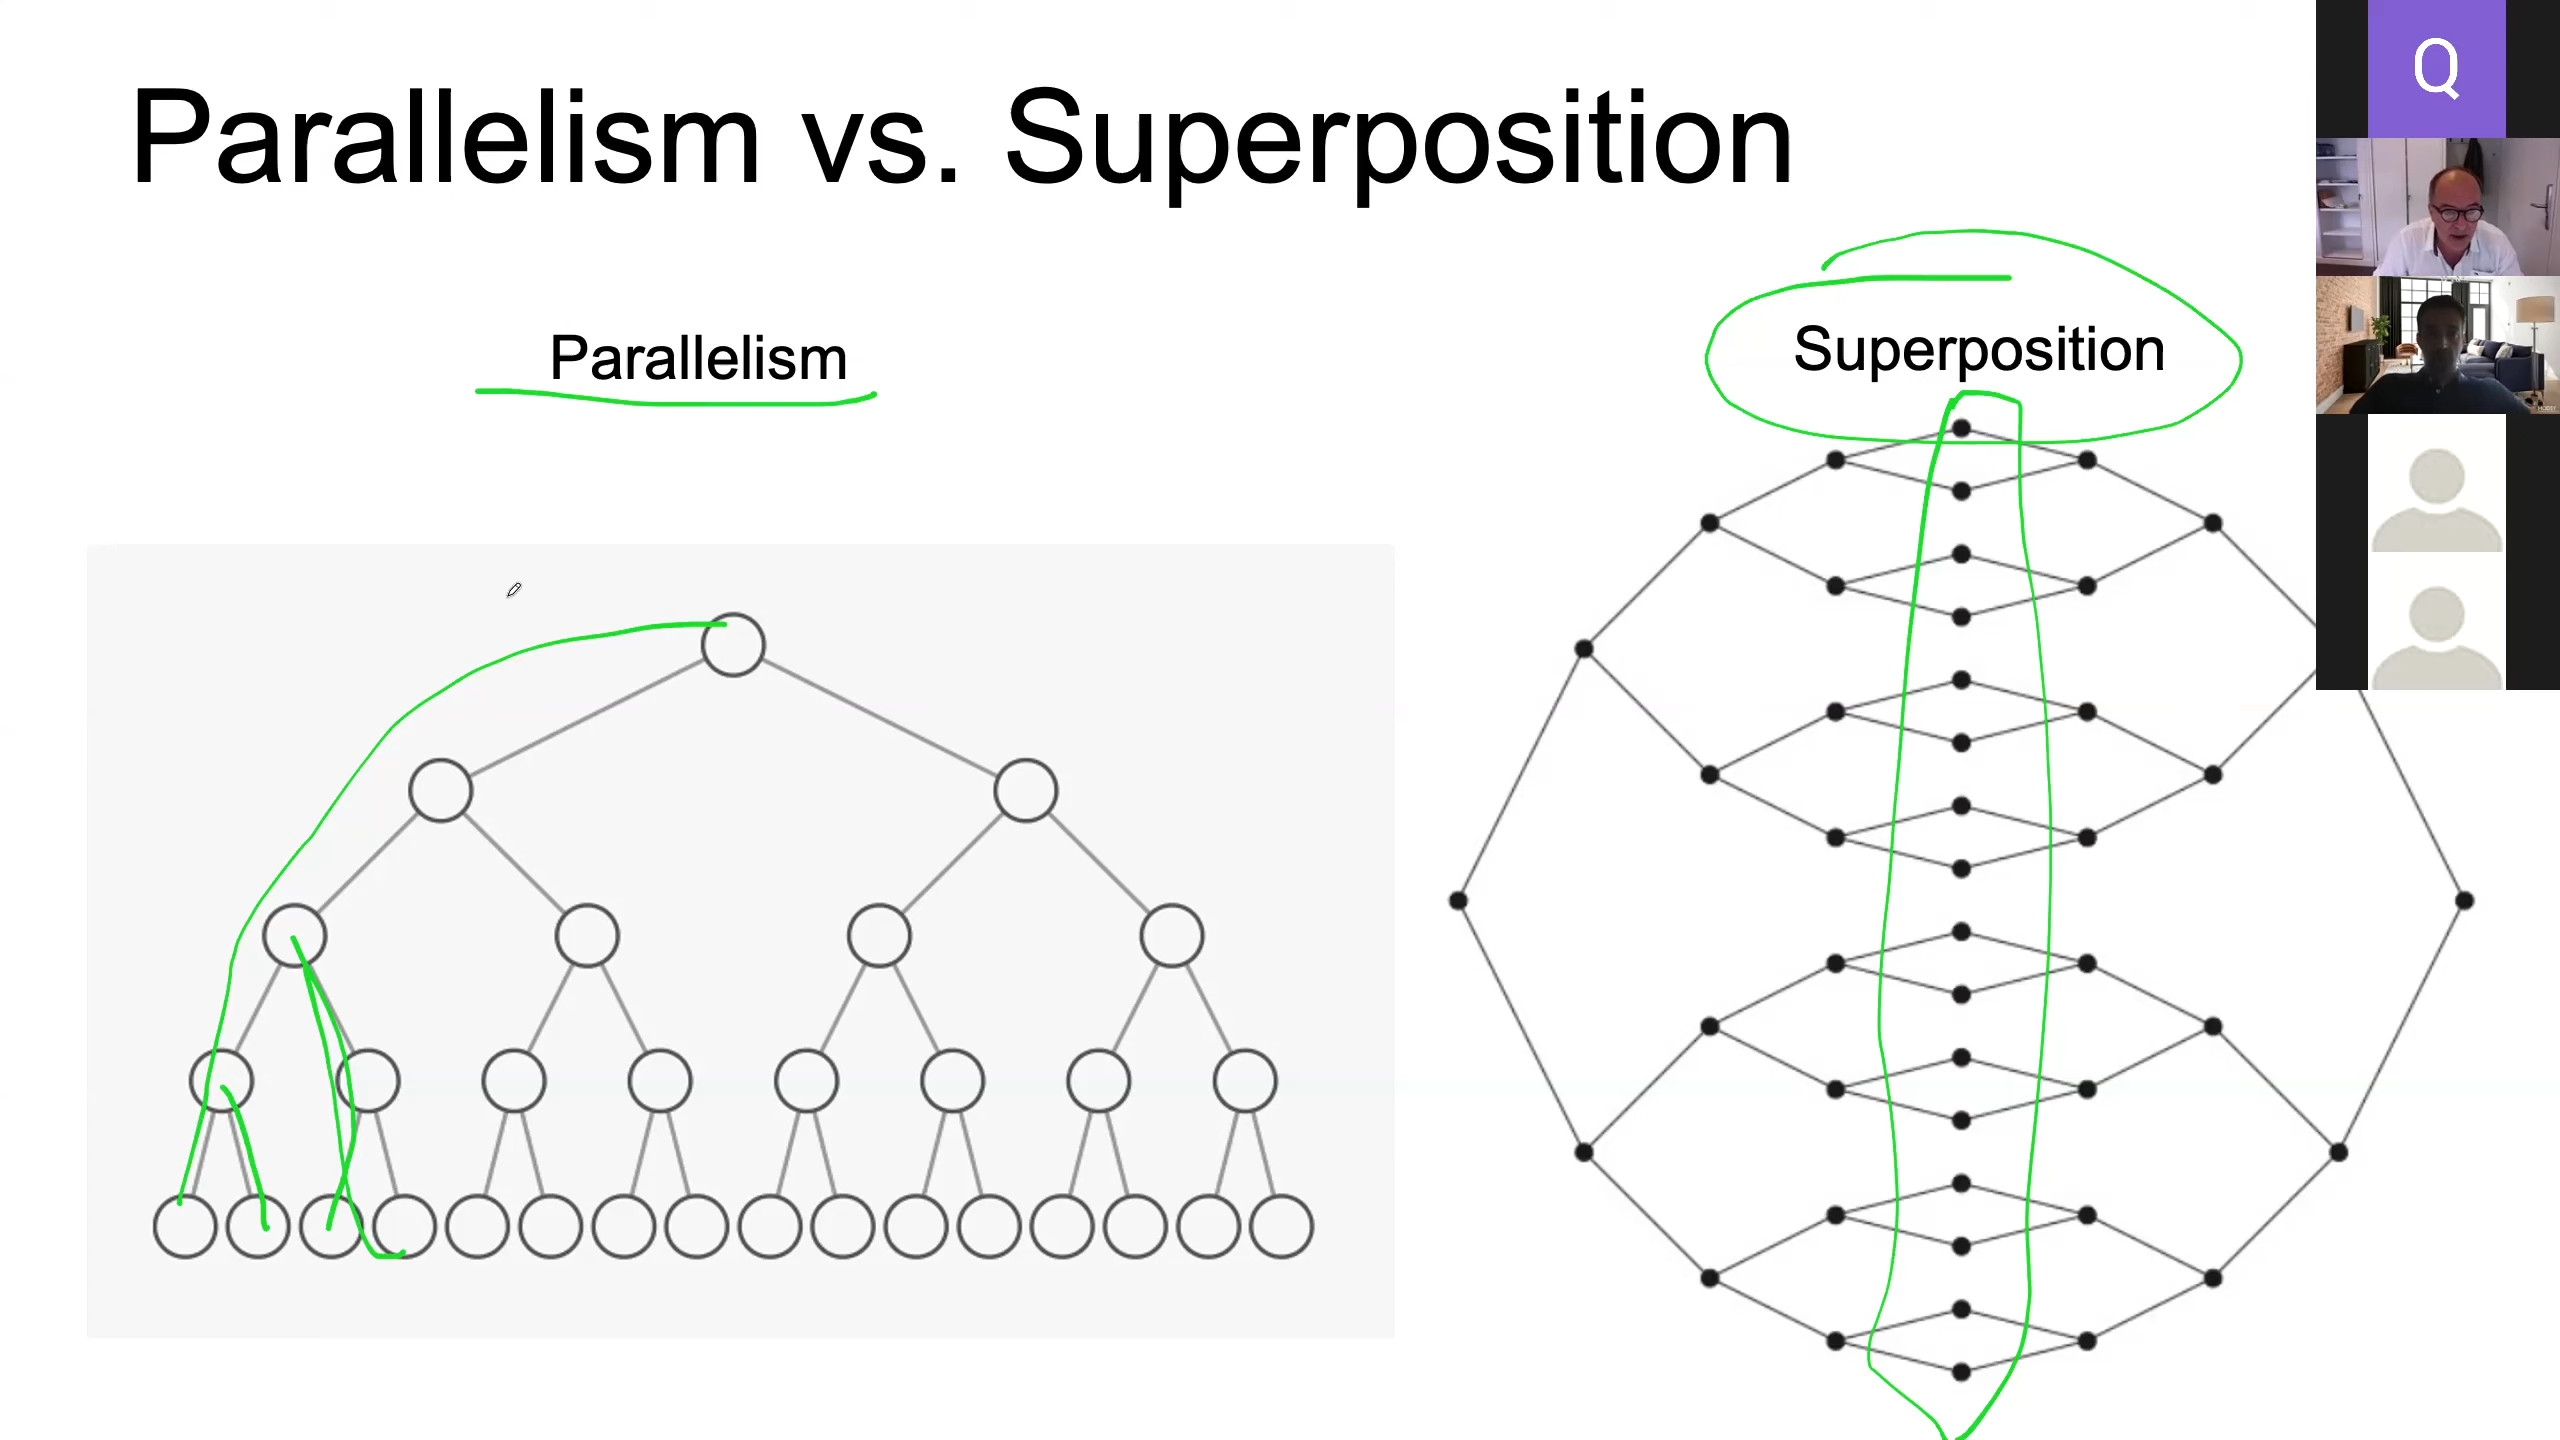 Parallelism vs. Superposition
Parallelism
Superposition
Q